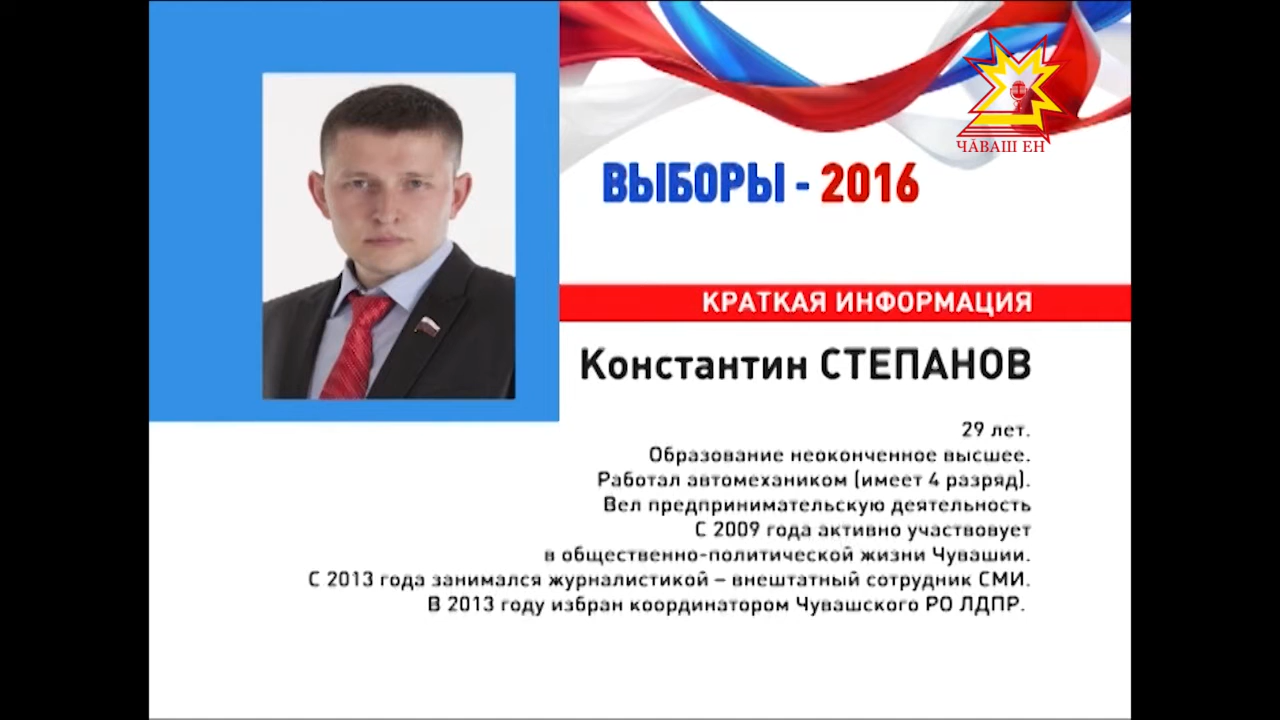 ЧӐВАШ ЕН
ВЫБОРЫ - 2016
КРАТКАЯ ИНФОРМАЦИЯ
Константин СТЕПАНОВ
29 лет.
Образование неоконченное высшее.
Работал автомехаником (имеет 4 разряд).
Вел предпринимательскую деятельность
С 2009 года активно участвовует
в общественно-политической жизни Чувашии.
С 2013 года занимался журналистикой – внештатный сотрудник СМИ.
В 2013 году избран координатором Чувашского РО ЛДПР.